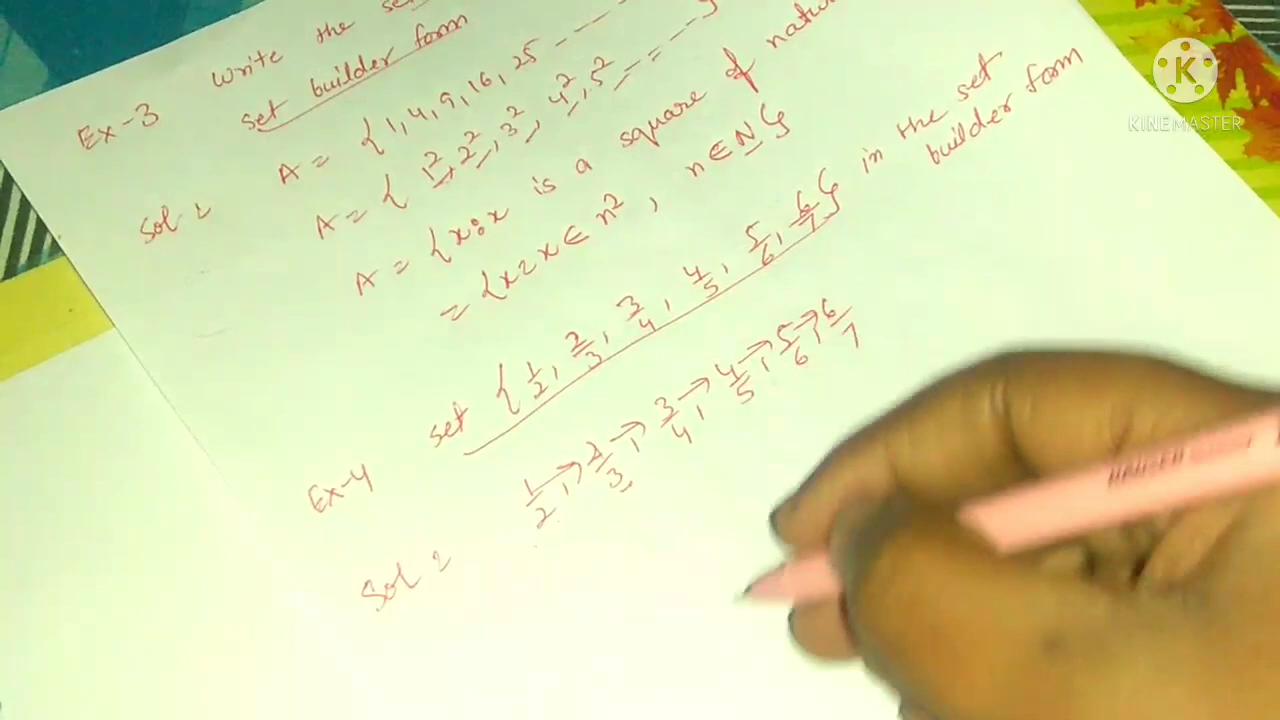 Ex-3 Write the
set builder form
A = { 1, 4, 9, 16, 25 - - - -
Sol : A = { 1², 2², 3², 4², 5² - - - - }
A = { x : x is a square of
= { x : x ∈ n², n ∈ N }
Ex-4 set { 1/2, 2/3, 3/4, 4/5, 5/6, 6/7 } in the set
builder form
Sol : 1/2, → 2/3, → 3/4, → 4/5, → 5/6 → 6/7
K
KINEMASTER